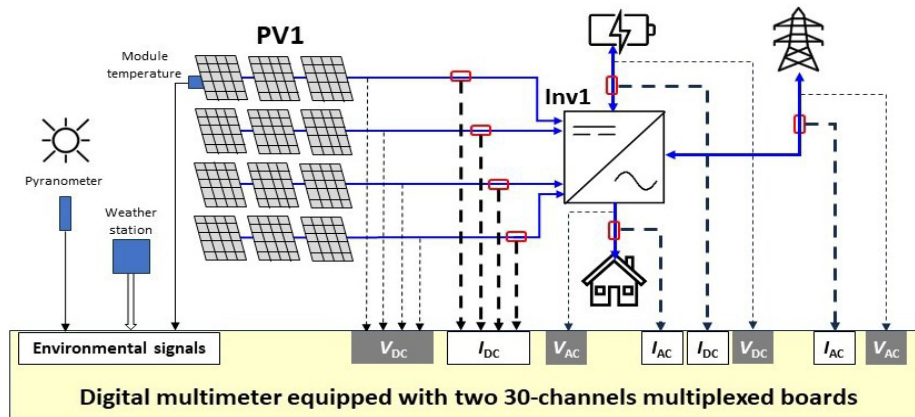 PV1
Module
temperature
Inv1
Pyranometer
Weather
station
Environmental signals
VDC
IDC
VAC
IAC
IDC
VDC
IAC
VAC
Digital multimeter equipped with two 30-channels multiplexed boards